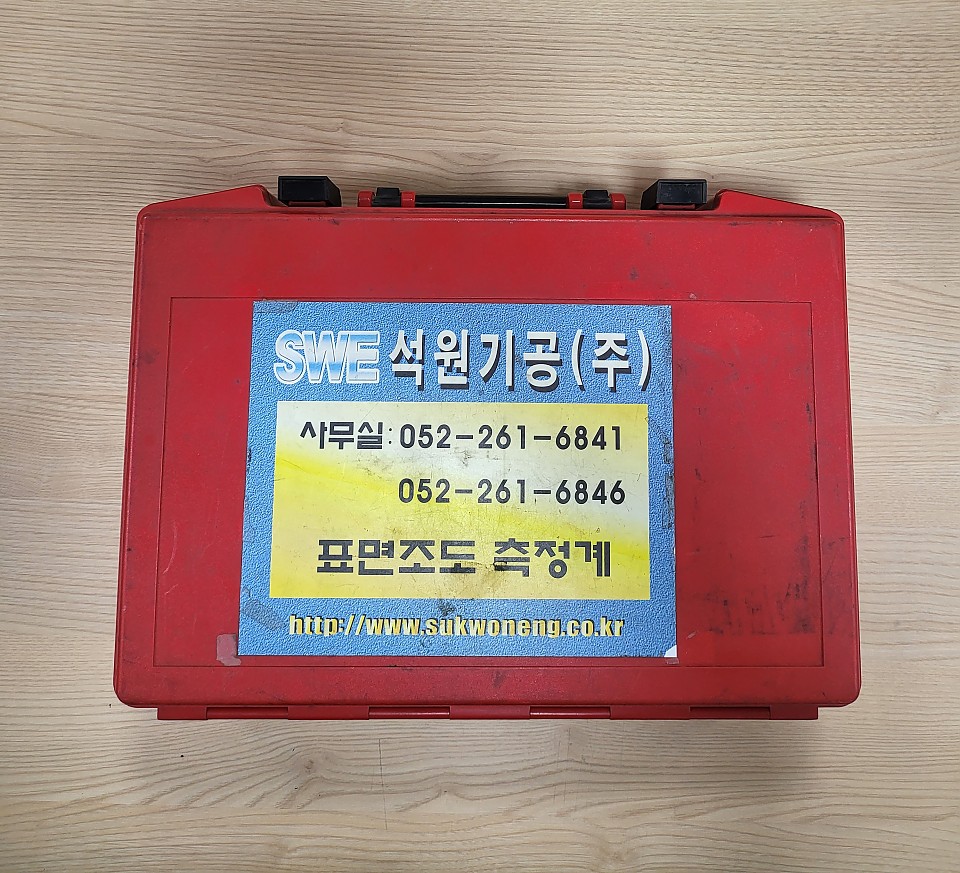 SWE 석원기공(주)
사무실: 052-261-6841
052-261-6846
표면조도 측정계
http://www.sukwoneng.co.kr